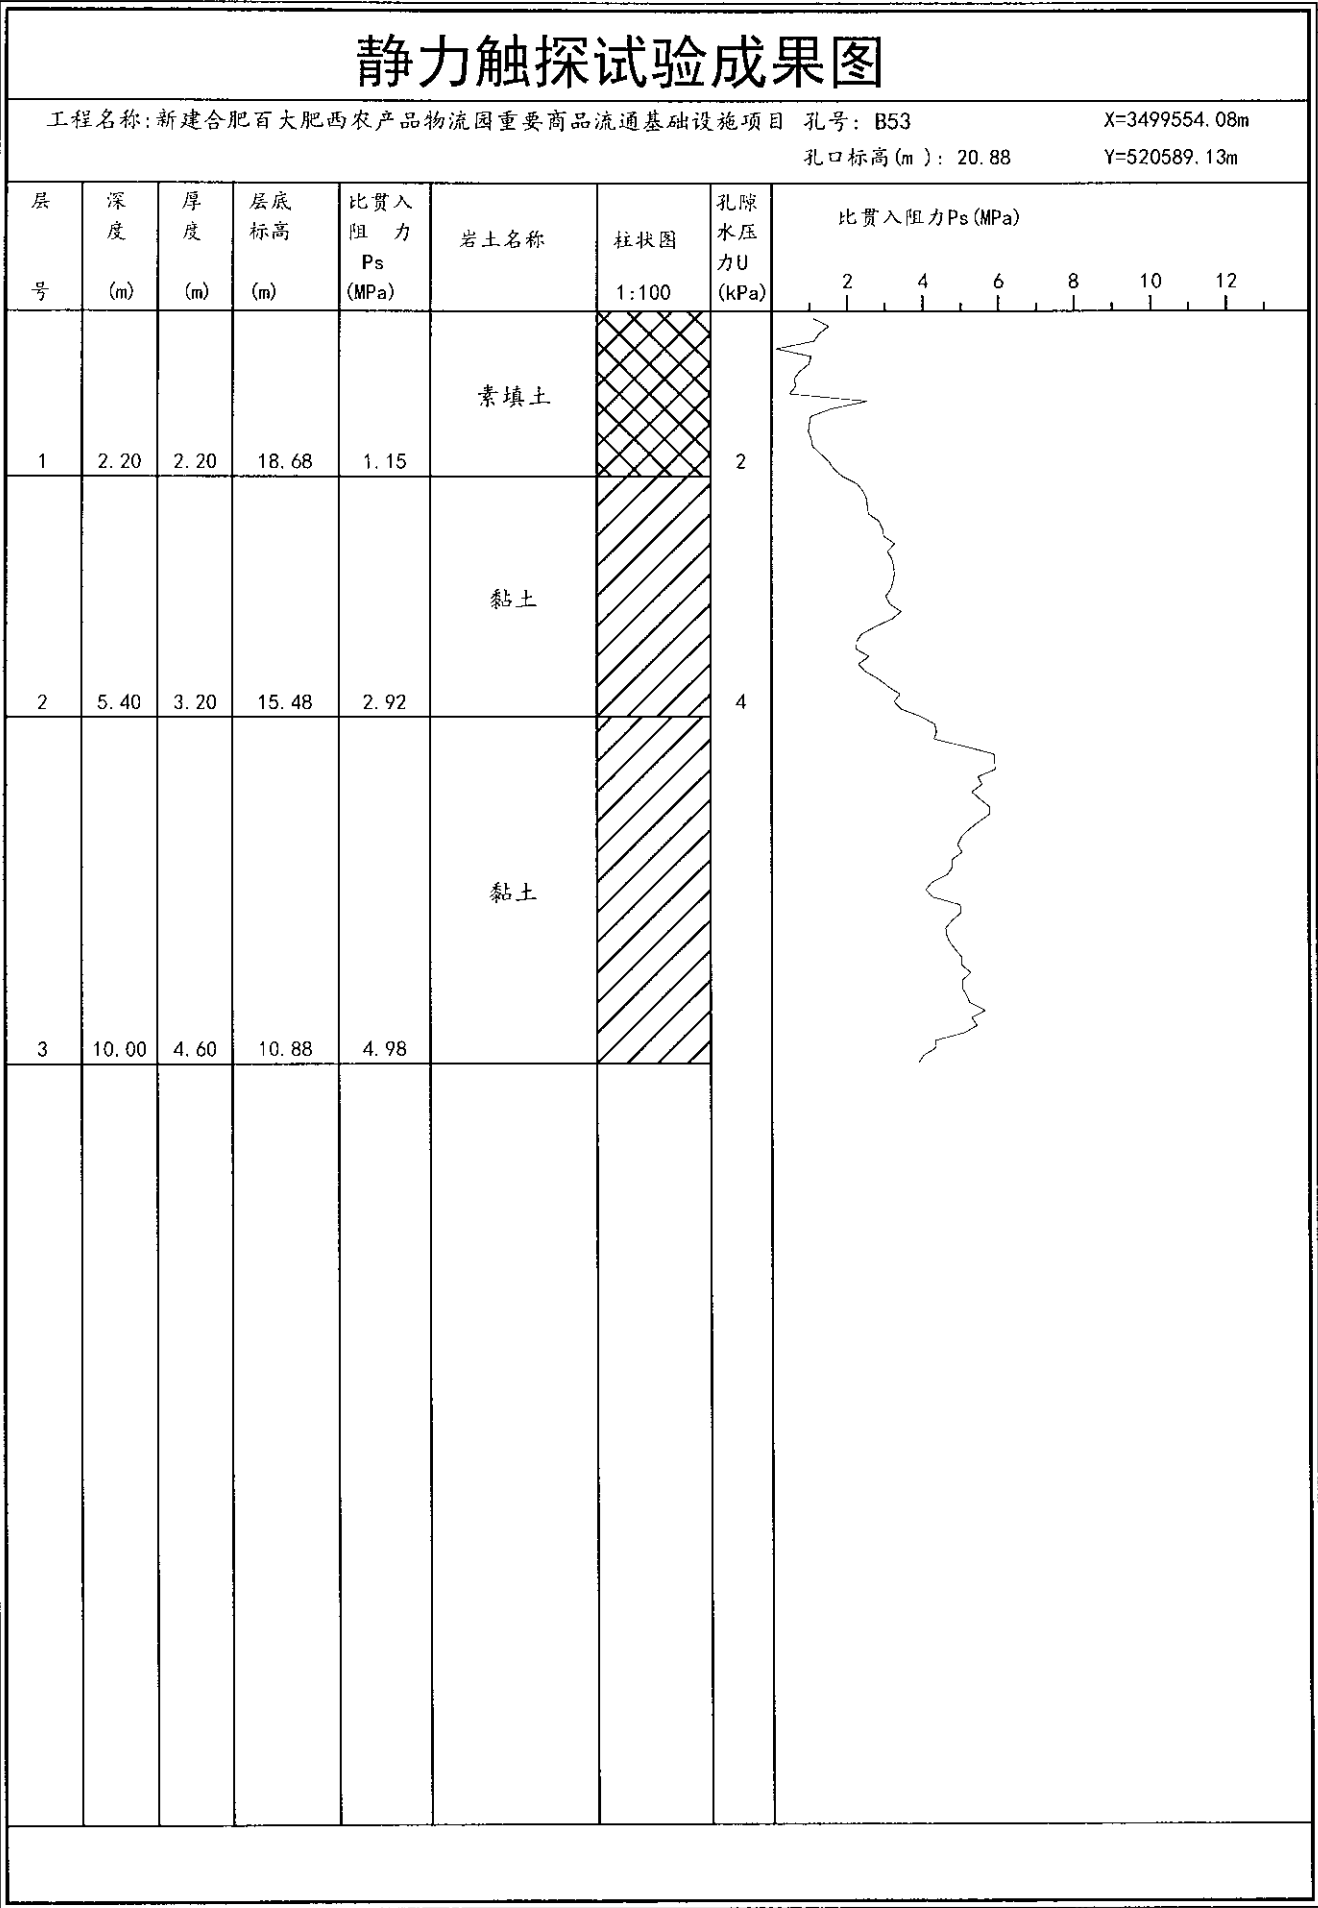 静力触探试验成果图
工程名称:新建合肥百大肥西农产品物流园重要商品流通基础设施项目 孔号: B53 X=3499554.08m
孔口标高(m ): 20.88 Y=520589.13m
层号 深度(m) 厚度(m) 层底标高(m) 比贯入阻 力Ps(MPa) 岩土名称 柱状图1:100 孔隙水压力U(kPa) 比贯入阻力Ps(MPa)
2 4 6 8 10 12
素填土
1 2.20 2.20 18.68 1.15 2
黏土
2 5.40 3.20 15.48 2.92 4
黏土
3 10.00 4.60 10.88 4.98